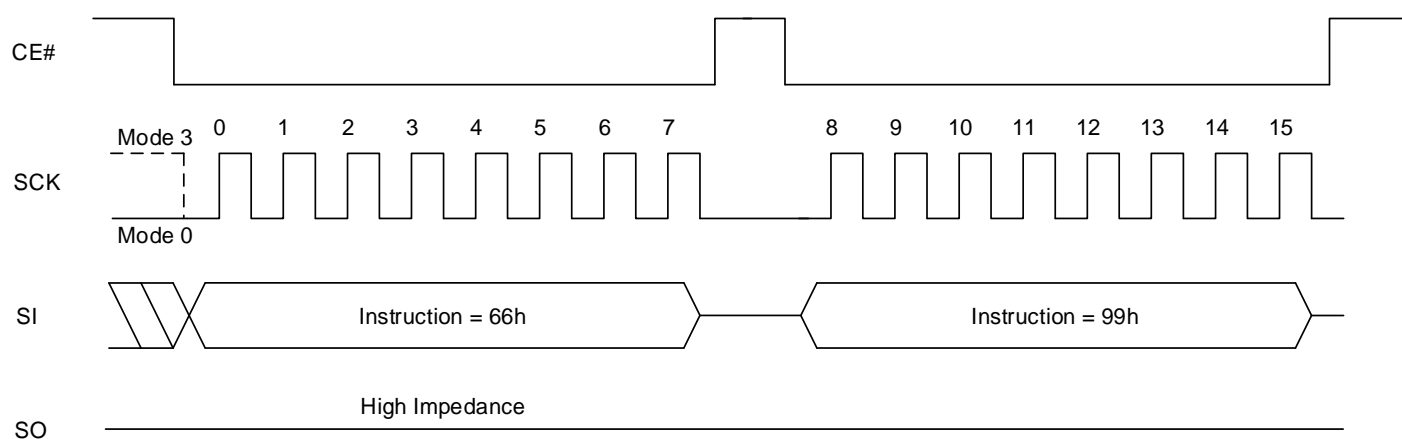 CE#
Mode 3
0 1 2 3 4 5 6 7 8 9 10 11 12 13 14 15
SCK
Mode 0
SI
Instruction = 66h
Instruction = 99h
High Impedance
SO